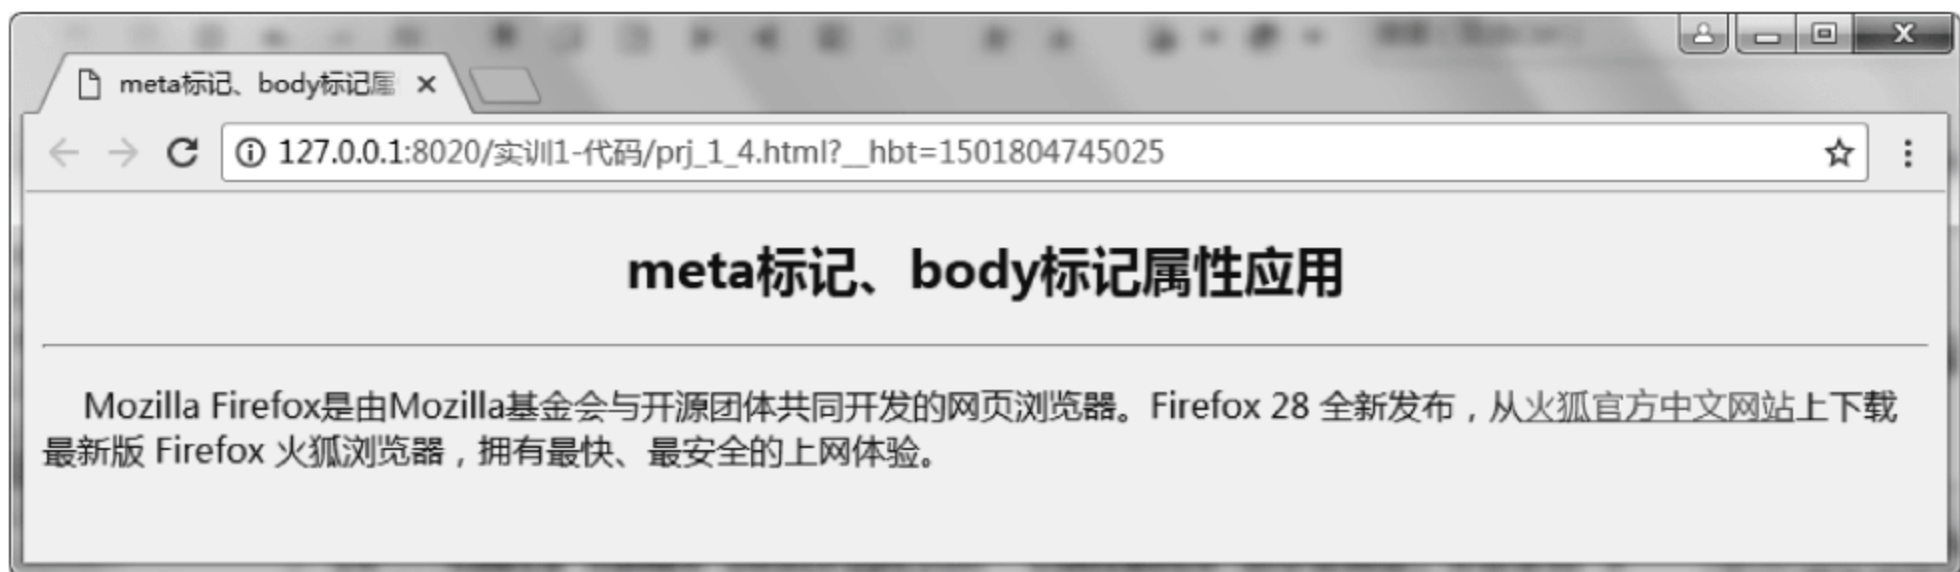 meta标记、body标记属
127.0.0.1:8020/实训1-代码/prj_1_4.html?__hbt=1501804745025
meta标记、body标记属性应用
Mozilla Firefox是由Mozilla基金会与开源团体共同开发的网页浏览器。Firefox 28 全新发布，从火狐官方中文网站上下载
最新版 Firefox 火狐浏览器，拥有最快、最安全的上网体验。